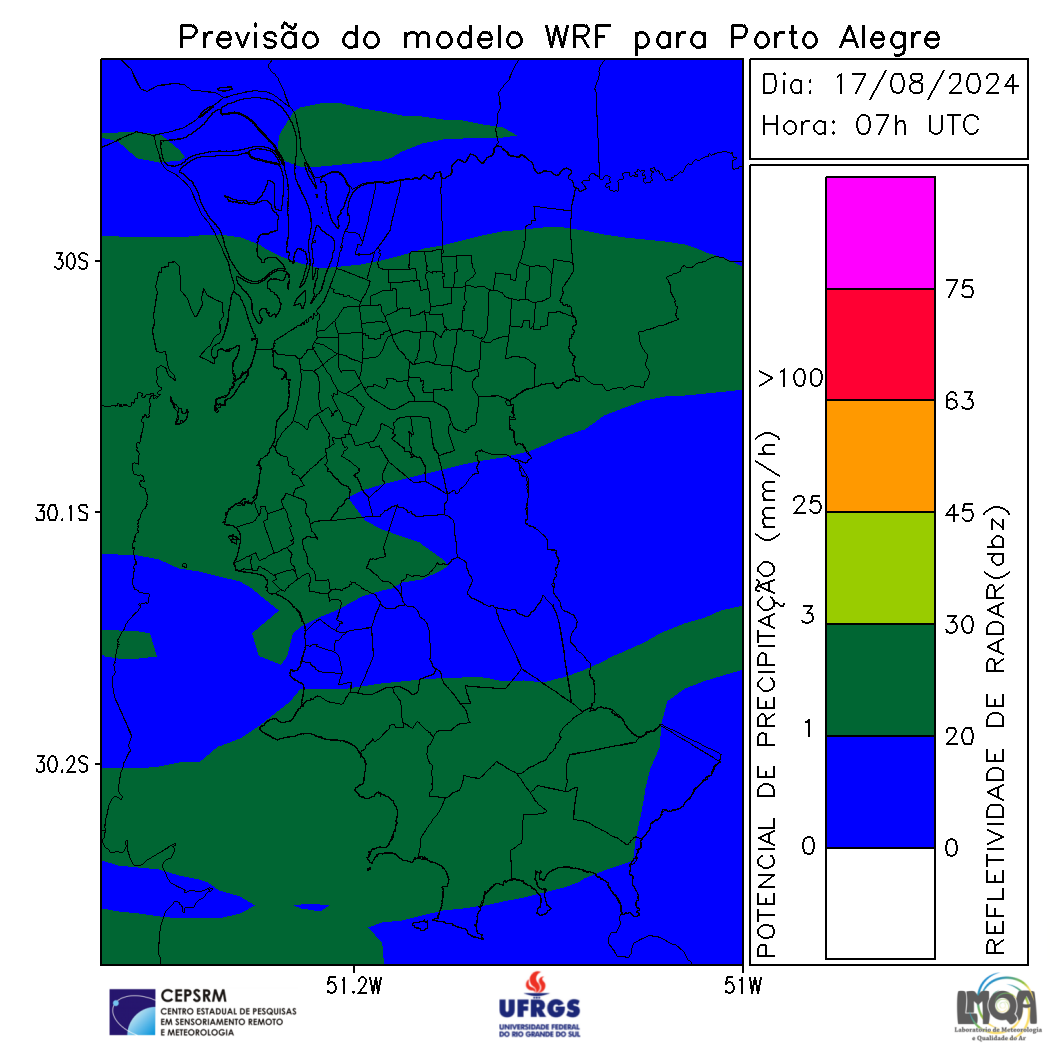 Previsão do modelo WRF para Porto Alegre
Dia: 17/08/2024
Hora: 07h UTC
30S
30.1S
30.2S
51.2W
51W
POTENCIAL DE PRECIPITAÇÃO (mm/h)
>100
25
3
1
0
75
63
45
30
20
0
REFLETIVIDADE DE RADAR(dbz)
CEPSRM
CENTRO ESTADUAL DE PESQUISAS
EM SENSORIAMENTO REMOTO
E METEOROLOGIA
UFRGS
UNIVERSIDADE FEDERAL
DO RIO GRANDE DO SUL
LMQA
Laboratório de Meteorologia
e Qualidade do Ar